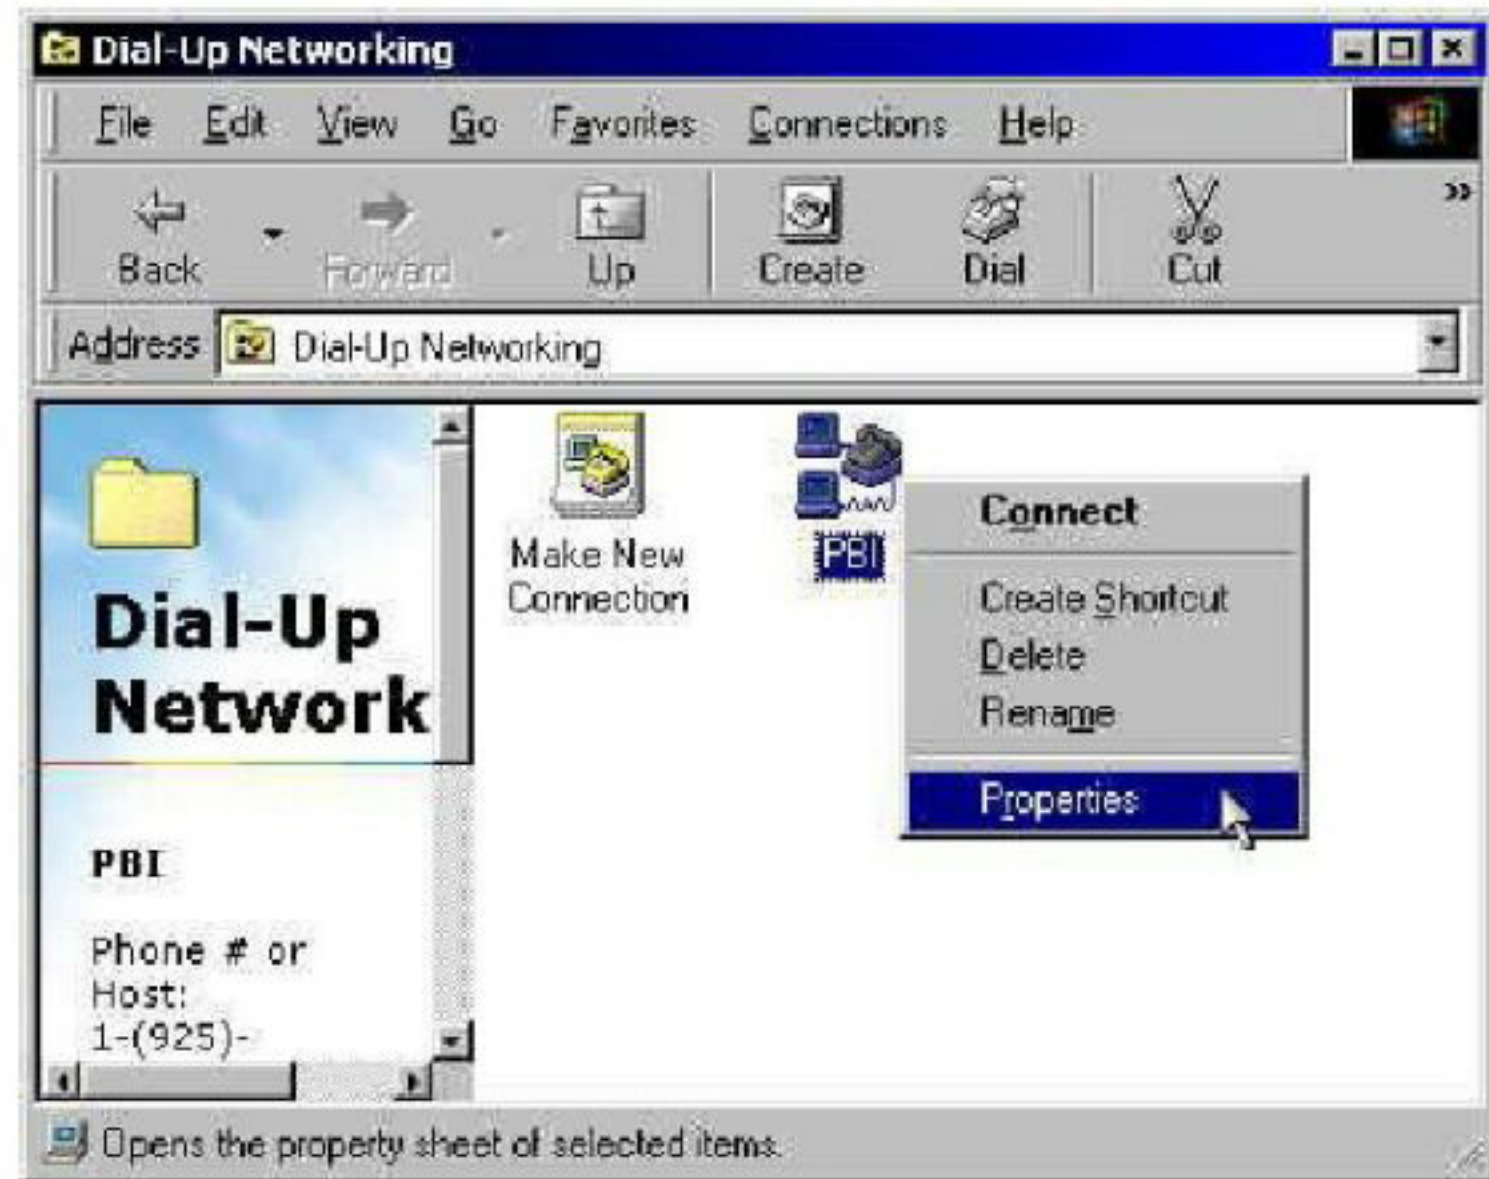 Dial-Up Networking
File Edit View Go Favorites Connections Help
Back Forward Up Create Dial Cut »
Address Dial-Up Networking
Dial-Up
Network
PBI
Phone # or
Host:
1-(925)-
Make New
Connection
PBI
Connect
Create Shortcut
Delete
Rename
Properties
Opens the property sheet of selected items.